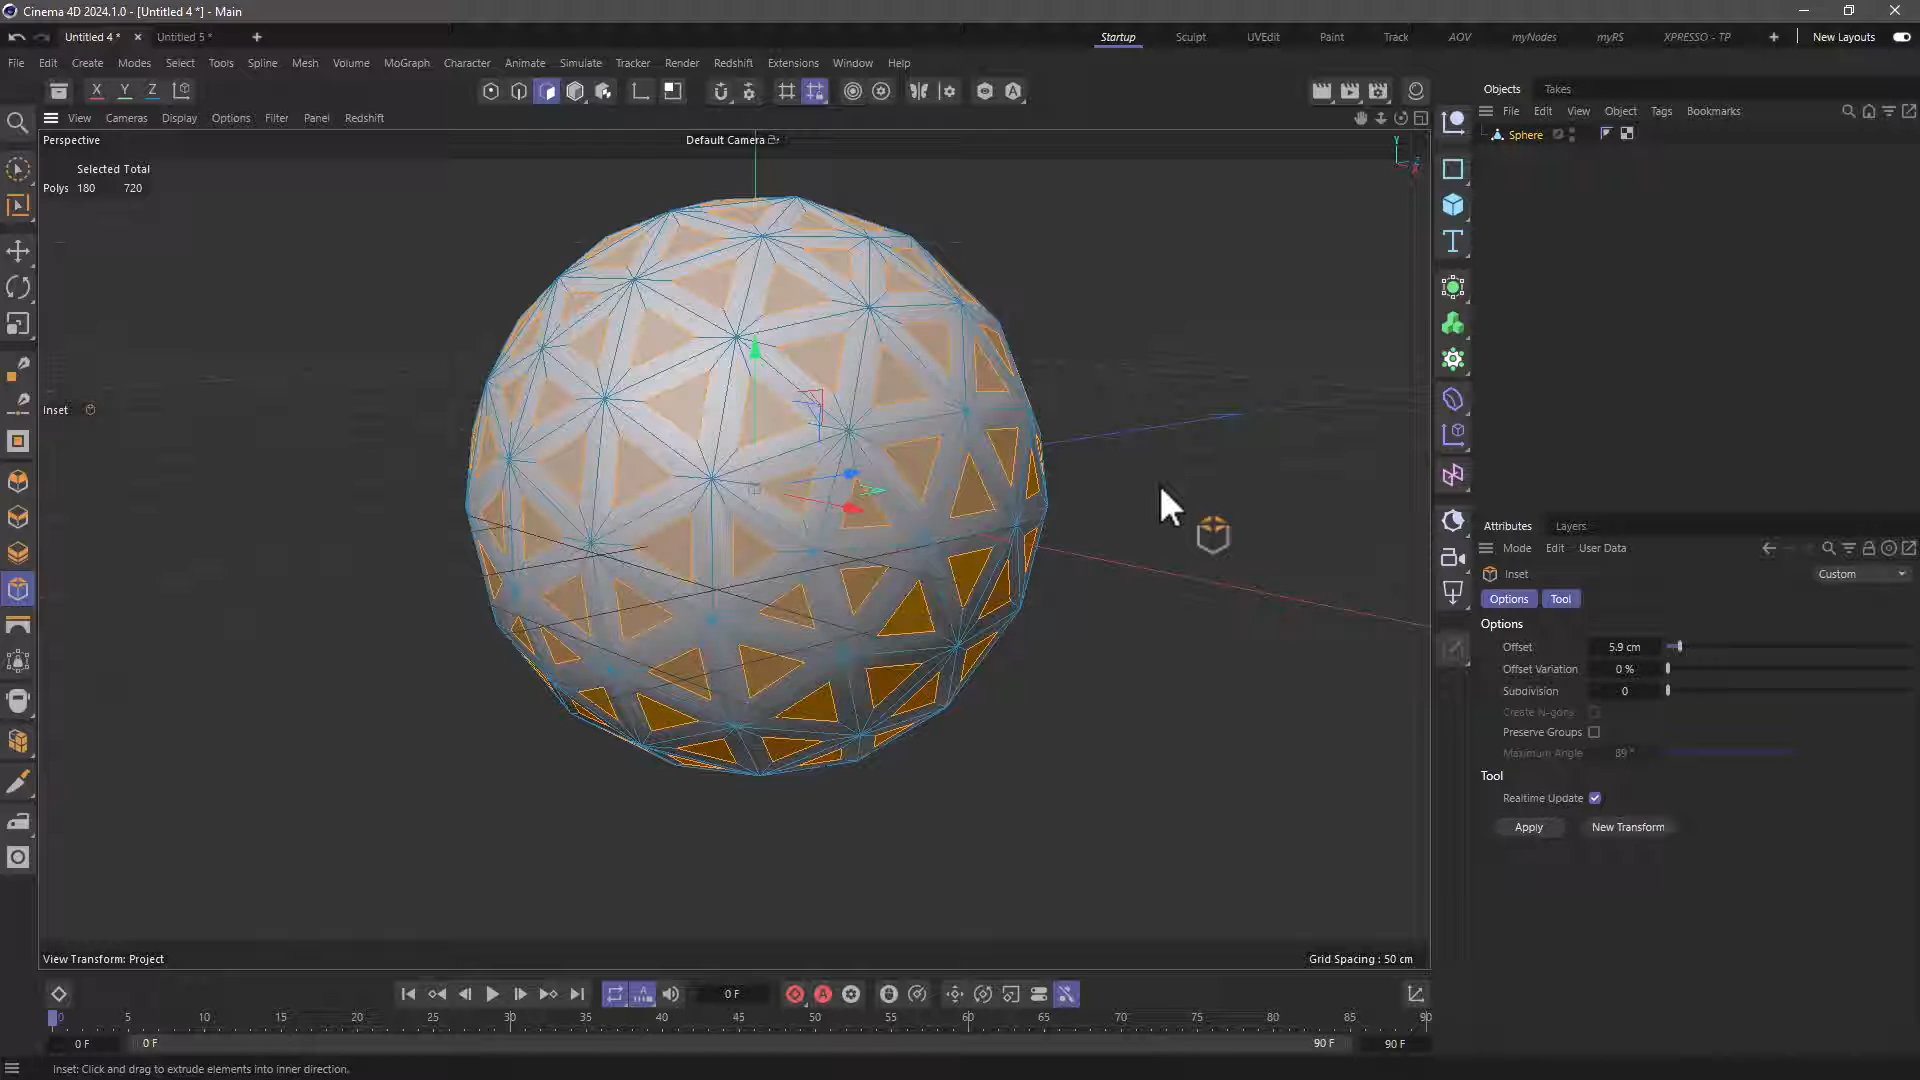 Cinema 4D 2024.1.0 - [Untitled 4 *] - Main
Untitled 4 *
Untitled 5 *
Startup
Sculpt
UVEdit
Paint
Track
AOV
myNodes
myRS
XPRESSO - TP
New Layouts
File Edit Create Modes Select Tools Spline Mesh Volume MoGraph Character Animate Simulate Tracker Render Redshift Extensions Window Help
X Y Z
Objects Takes
View Cameras Display Options Filter Panel Redshift
File Edit View Object Tags Bookmarks
Sphere
Perspective
Default Camera
Y
Selected Total
Polys 180 720
Inset
Attributes Layers
Mode Edit User Data
Inset
Custom
Options Tool
Options
Offset 5.9 cm
Offset Variation 0 %
Subdivision 0
Create N-gons
Preserve Groups
Maximum Angle 89°
Tool
Realtime Update
Apply New Transform
View Transform: Project
Grid Spacing : 50 cm
0 F
0 5 10 15 20 25 30 35 40 45 50 55 60 65 70 75 80 85 90
0 F 0 F 90 F 90 F
Inset: Click and drag to extrude elements into inner direction.